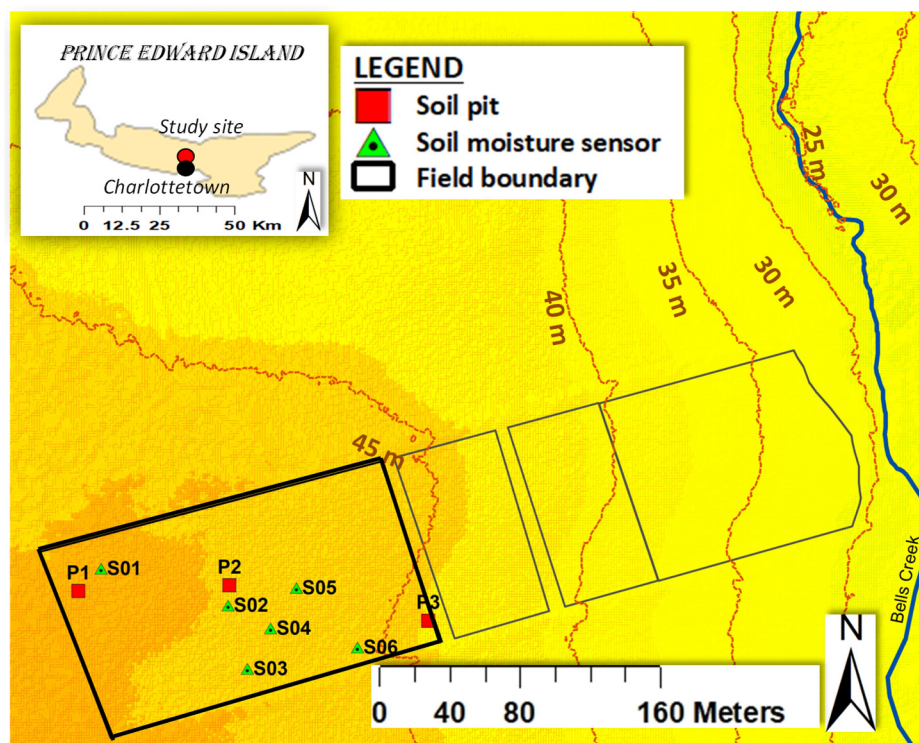 PRINCE EDWARD ISLAND
Study site
Charlottetown
N
0 12.5 25 50 Km
LEGEND
Soil pit
Soil moisture sensor
Field boundary
25 m
30 m
30 m
35 m
40 m
45 m
P1
S01
P2
S02
S05
S04
S03
S06
P3
Bells Creek
N
0 40 80 160 Meters